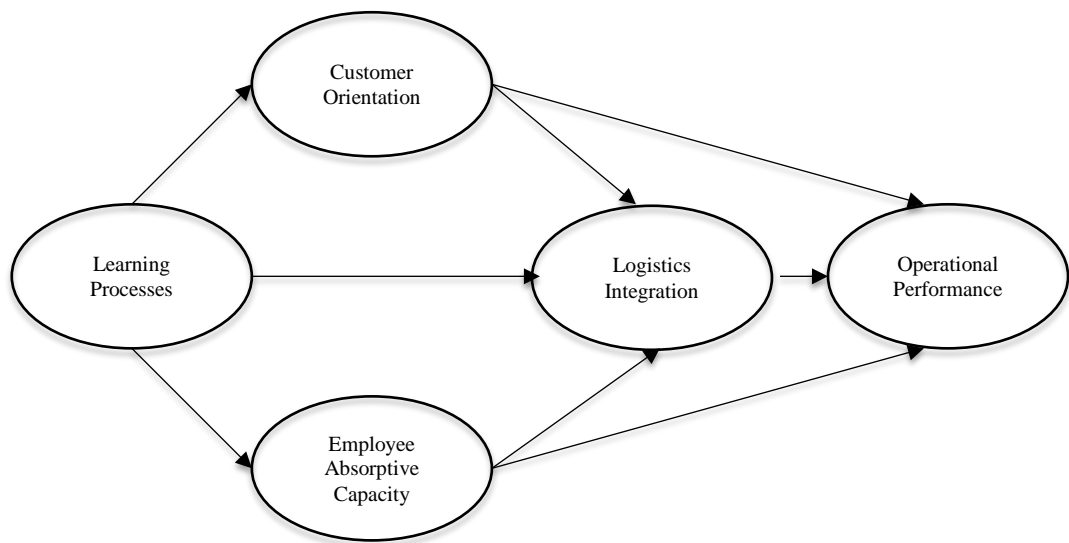 Customer
Orientation
Learning
Processes
Logistics
Integration
Operational
Performance
Employee
Absorptive
Capacity